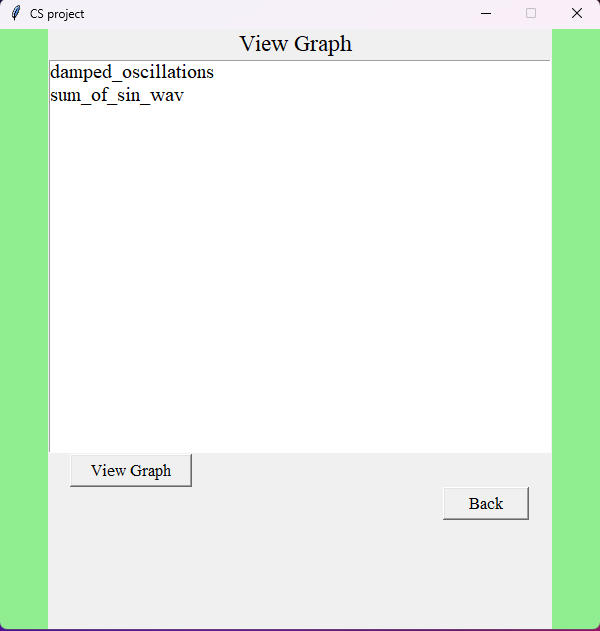 CS project
View Graph
damped_oscillations
sum_of_sin_wav
View Graph
Back